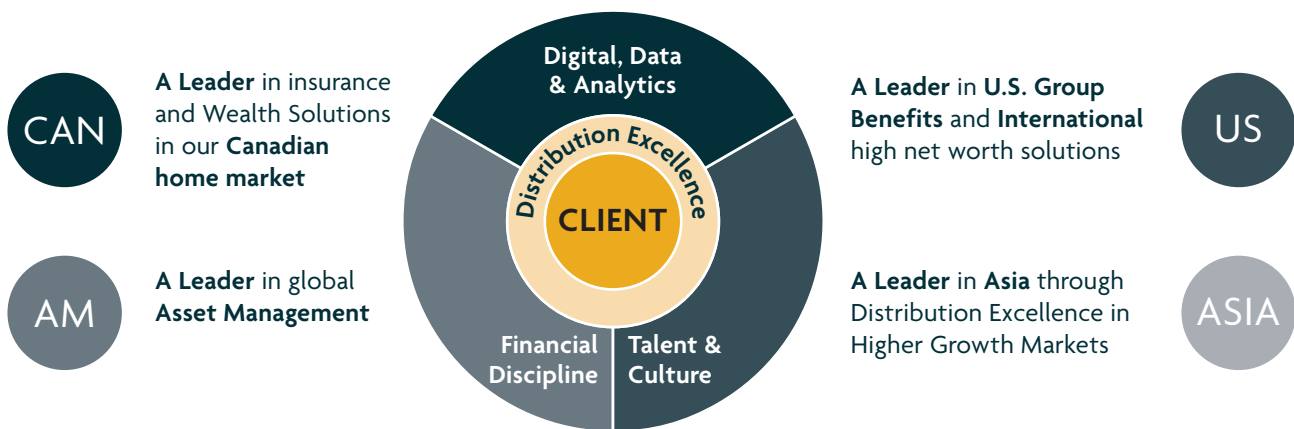 CAN
A Leader in insurance
and Wealth Solutions
in our Canadian
home market
AM
A Leader in global
Asset Management
Digital, Data
& Analytics
Distribution Excellence
CLIENT
Financial
Discipline
Talent &
Culture
A Leader in U.S. Group
Benefits and International
high net worth solutions
US
A Leader in Asia through
Distribution Excellence in
Higher Growth Markets
ASIA